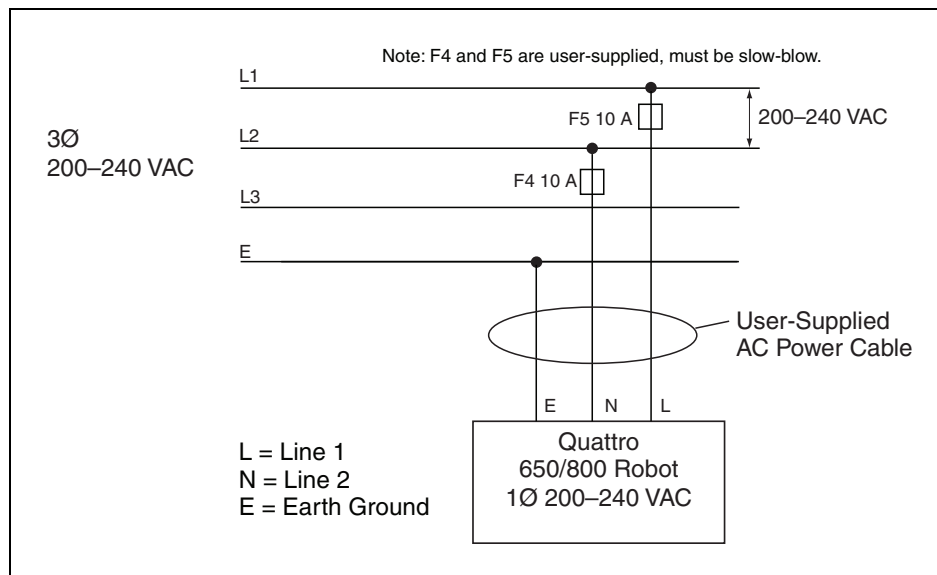 Note: F4 and F5 are user-supplied, must be slow-blow.
L1
F5 10 A
200–240 VAC
3Ø
200–240 VAC
L2
F4 10 A
L3
E
User-Supplied
AC Power Cable
E N L
L = Line 1
N = Line 2
E = Earth Ground
Quattro
650/800 Robot
1Ø 200–240 VAC